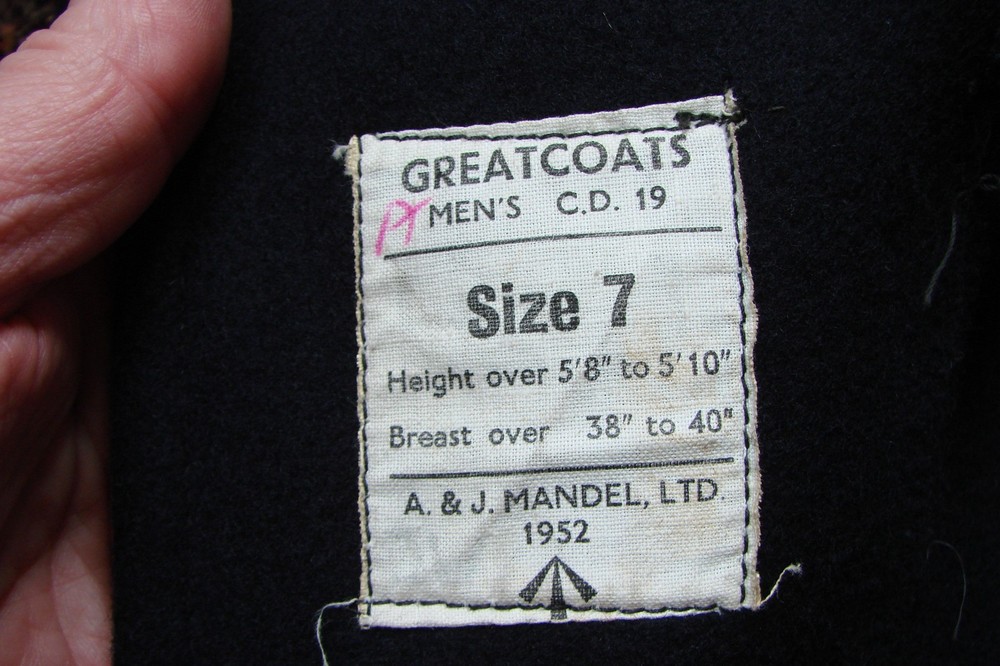 GREATCOATS
PT MEN'S C.D. 19
Size 7
Height over 5'8" to 5'10"
Breast over 38" to 40"
A. & J. MANDEL, LTD.
1952